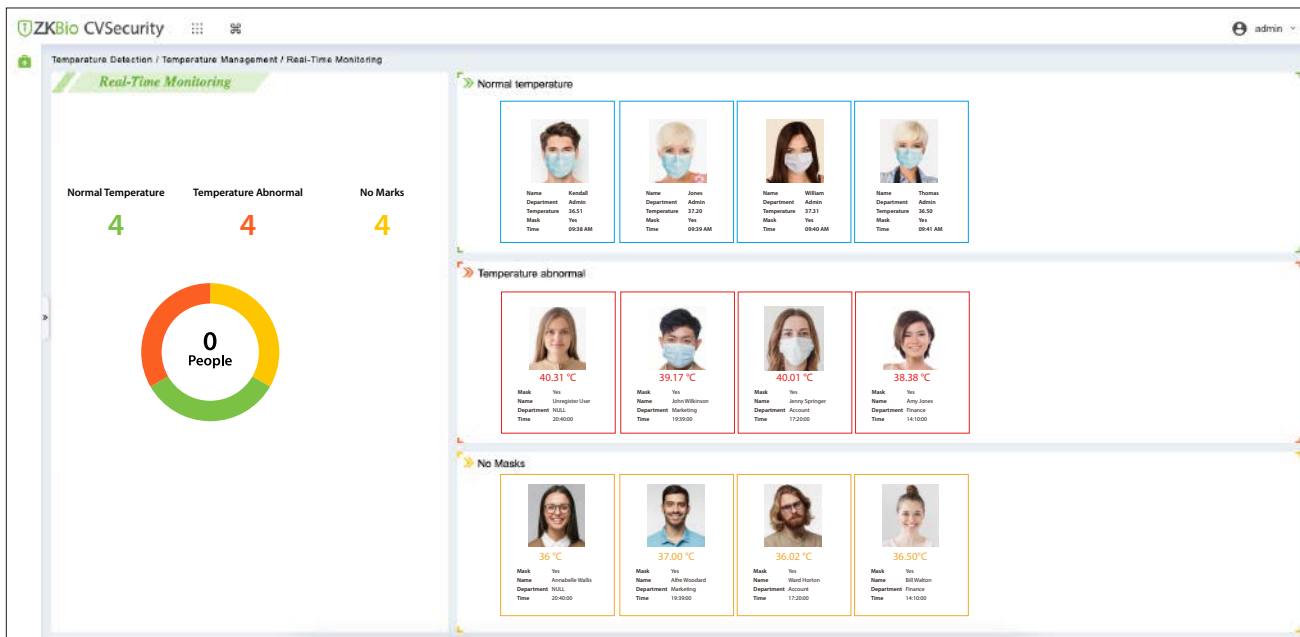 ZKBio CVSecurity
admin
Temperature Detection / Temperature Management / Real-Time Monitoring
Real-Time Monitoring
Normal Temperature Temperature Abnormal No Marks
4 4 4
0
People
Normal temperature
Name Kendall
Department Admin
Temperature 36.51
Mask Yes
Time 09:38 AM
Name Jones
Department Admin
Temperature 37.20
Mask Yes
Time 09:39 AM
Name William
Department Admin
Temperature 37.31
Mask Yes
Time 09:40 AM
Name Thomas
Department Admin
Temperature 36.50
Mask Yes
Time 09:41 AM
Temperature abnormal
40.31 °C
Mask Yes
Name Unregister User
Department NULL
Time 20:40:00
39.17 °C
Mask Yes
Name John Wilkinson
Department Marketing
Time 19:39:00
40.01 °C
Mask Yes
Name Jenny Springer
Department Account
Time 17:20:00
38.38 °C
Mask Yes
Name Amy Jones
Department Finance
Time 14:10:00
No Masks
36 °C
Mask Yes
Name Annabelle Wallis
Department NULL
Time 20:40:00
37.00 °C
Mask Yes
Name Alfre Woodard
Department Marketing
Time 19:39:00
36.02 °C
Mask Yes
Name Ward Horton
Department Account
Time 17:20:00
36.50°C
Mask Yes
Name Bill Walton
Department Finance
Time 14:10:00